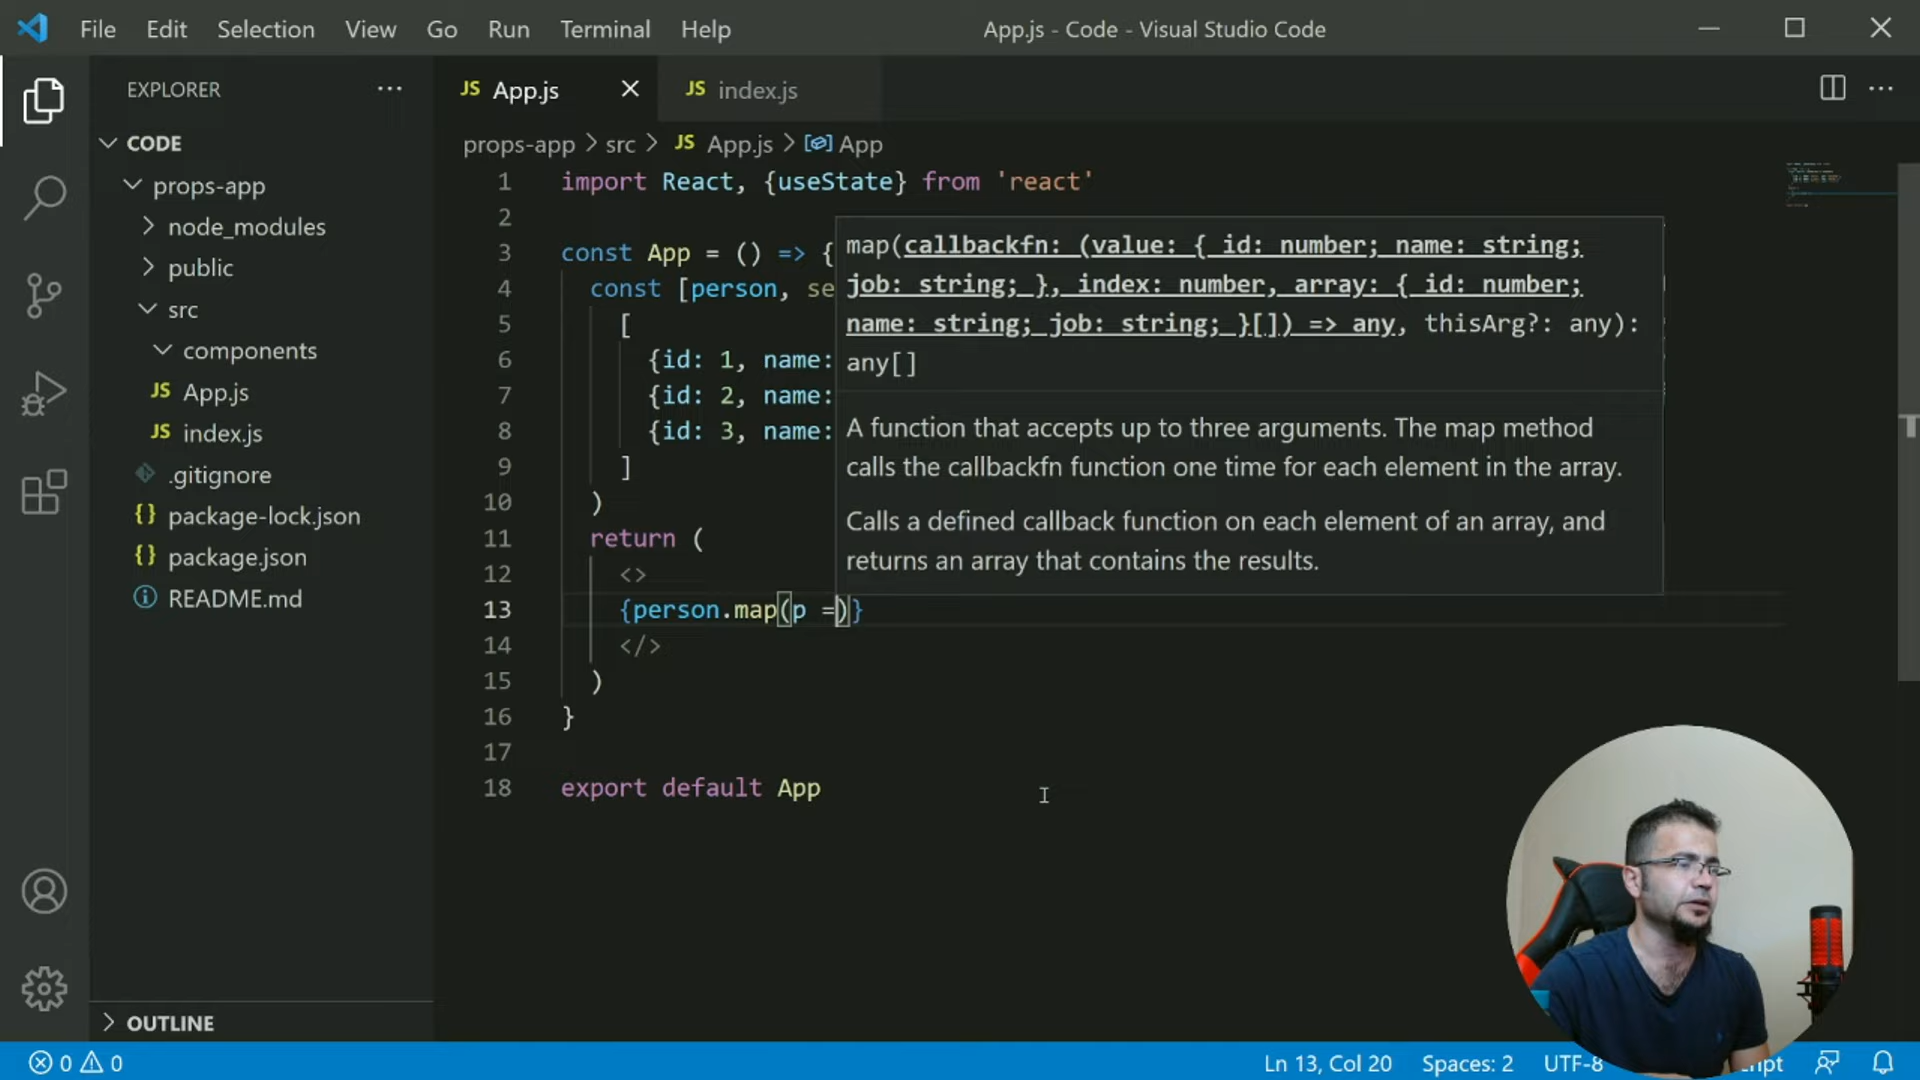 File Edit Selection View Go Run Terminal Help App.js - Code - Visual Studio Code
EXPLORER
CODE
props-app
node_modules
public
src
components
JS App.js
JS index.js
.gitignore
{} package-lock.json
{} package.json
README.md
OUTLINE
JS App.js
JS index.js
props-app > src > JS App.js > App
1 import React, {useState} from 'react'
2
3 const App = () => {
4 const [person, se
5 [
6 {id: 1, name:
7 {id: 2, name:
8 {id: 3, name:
9 ]
10 )
11 return (
12 <>
13 {person.map(p =)}
14 </>
15 )
16 }
17
18 export default App
map(callbackfn: (value: { id: number; name: string;
job: string; }, index: number, array: { id: number;
name: string; job: string; }[]) => any, thisArg?: any):
any[]
A function that accepts up to three arguments. The map method
calls the callbackfn function one time for each element in the array.
Calls a defined callback function on each element of an array, and
returns an array that contains the results.
0 0 Ln 13, Col 20 Spaces: 2 UTF-8 ipt